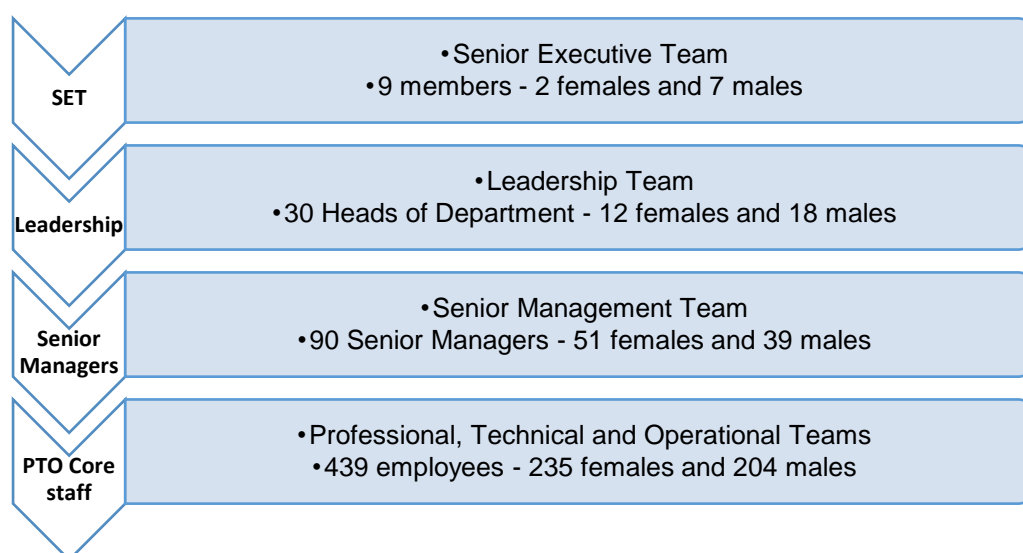 SET
•Senior Executive Team
•9 members - 2 females and 7 males
Leadership
•Leadership Team
•30 Heads of Department - 12 females and 18 males
Senior
Managers
•Senior Management Team
•90 Senior Managers - 51 females and 39 males
PTO Core
staff
•Professional, Technical and Operational Teams
•439 employees - 235 females and 204 males